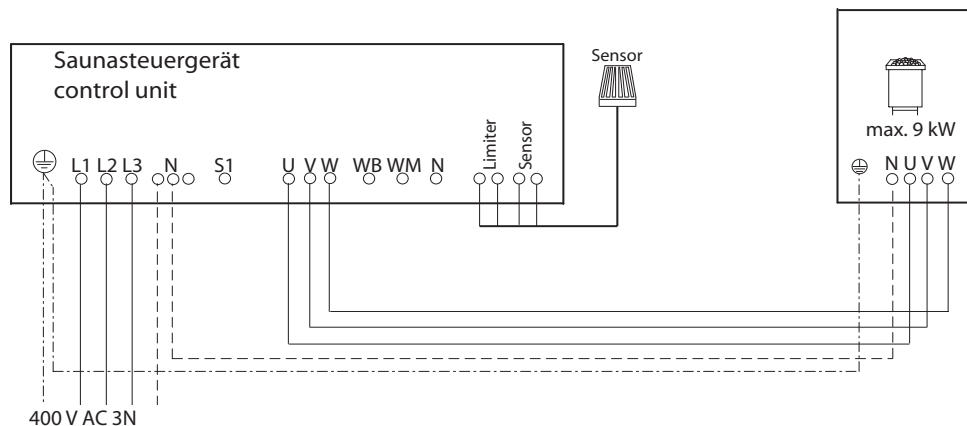 Saunasteuergerät
control unit
Sensor
max. 9 kW
L1 L2 L3 N S1 U V W WB WM N Limiter Sensor
N U V W
400 V AC 3N